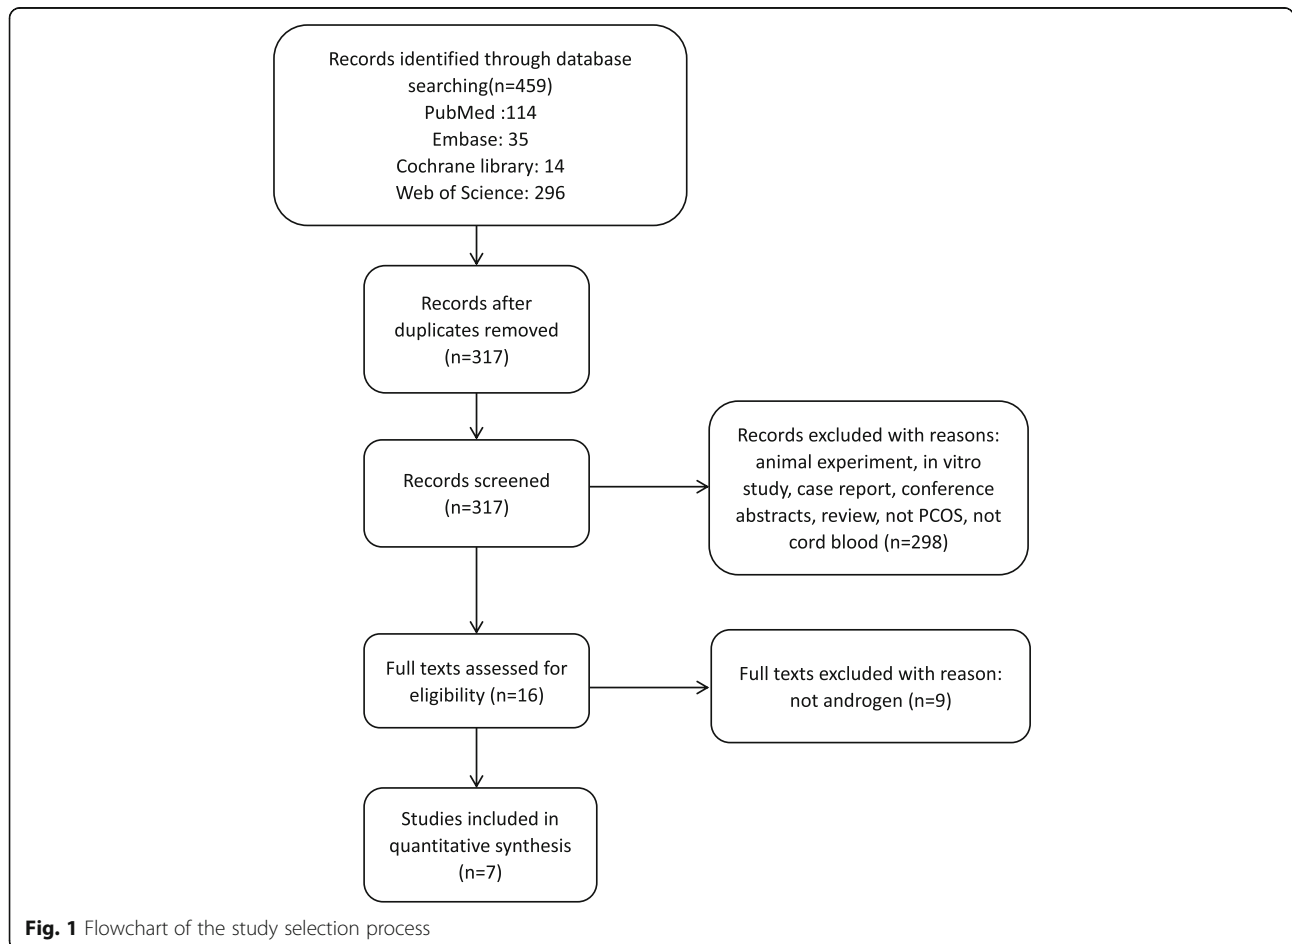 Records identified through database
searching(n=459)
PubMed :114
Embase: 35
Cochrane library: 14
Web of Science: 296
Records after
duplicates removed
(n=317)
Records screened
(n=317)
Records excluded with reasons:
animal experiment, in vitro
study, case report, conference
abstracts, review, not PCOS, not
cord blood (n=298)
Full texts assessed for
eligibility (n=16)
Full texts excluded with reason:
not androgen (n=9)
Studies included in
quantitative synthesis
(n=7)
Fig. 1 Flowchart of the study selection process